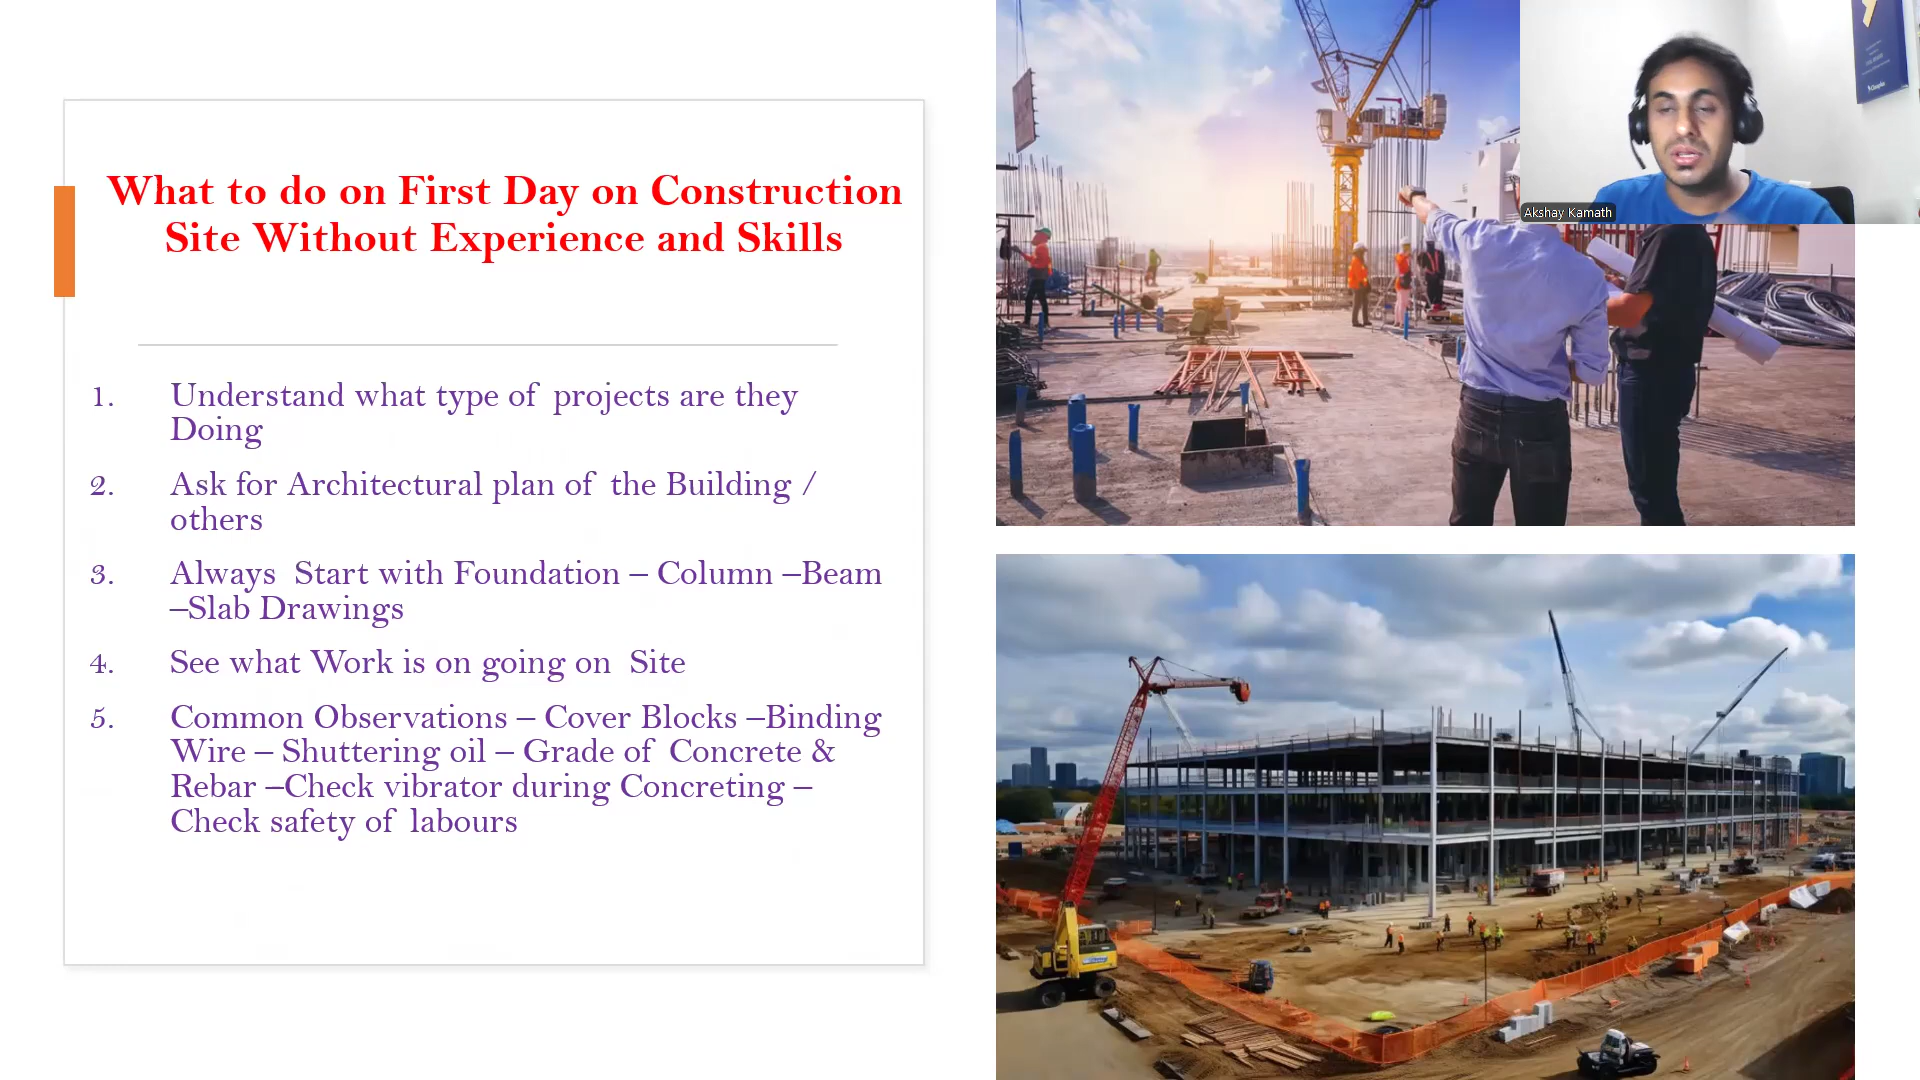 What to do on First Day on Construction
Site Without Experience and Skills
1. Understand what type of projects are they
Doing
2. Ask for Architectural plan of the Building /
others
3. Always Start with Foundation – Column –Beam
–Slab Drawings
4. See what Work is on going on Site
5. Common Observations – Cover Blocks –Binding
Wire – Shuttering oil – Grade of Concrete &
Rebar –Check vibrator during Concreting –
Check safety of labours
Akshay Kamath